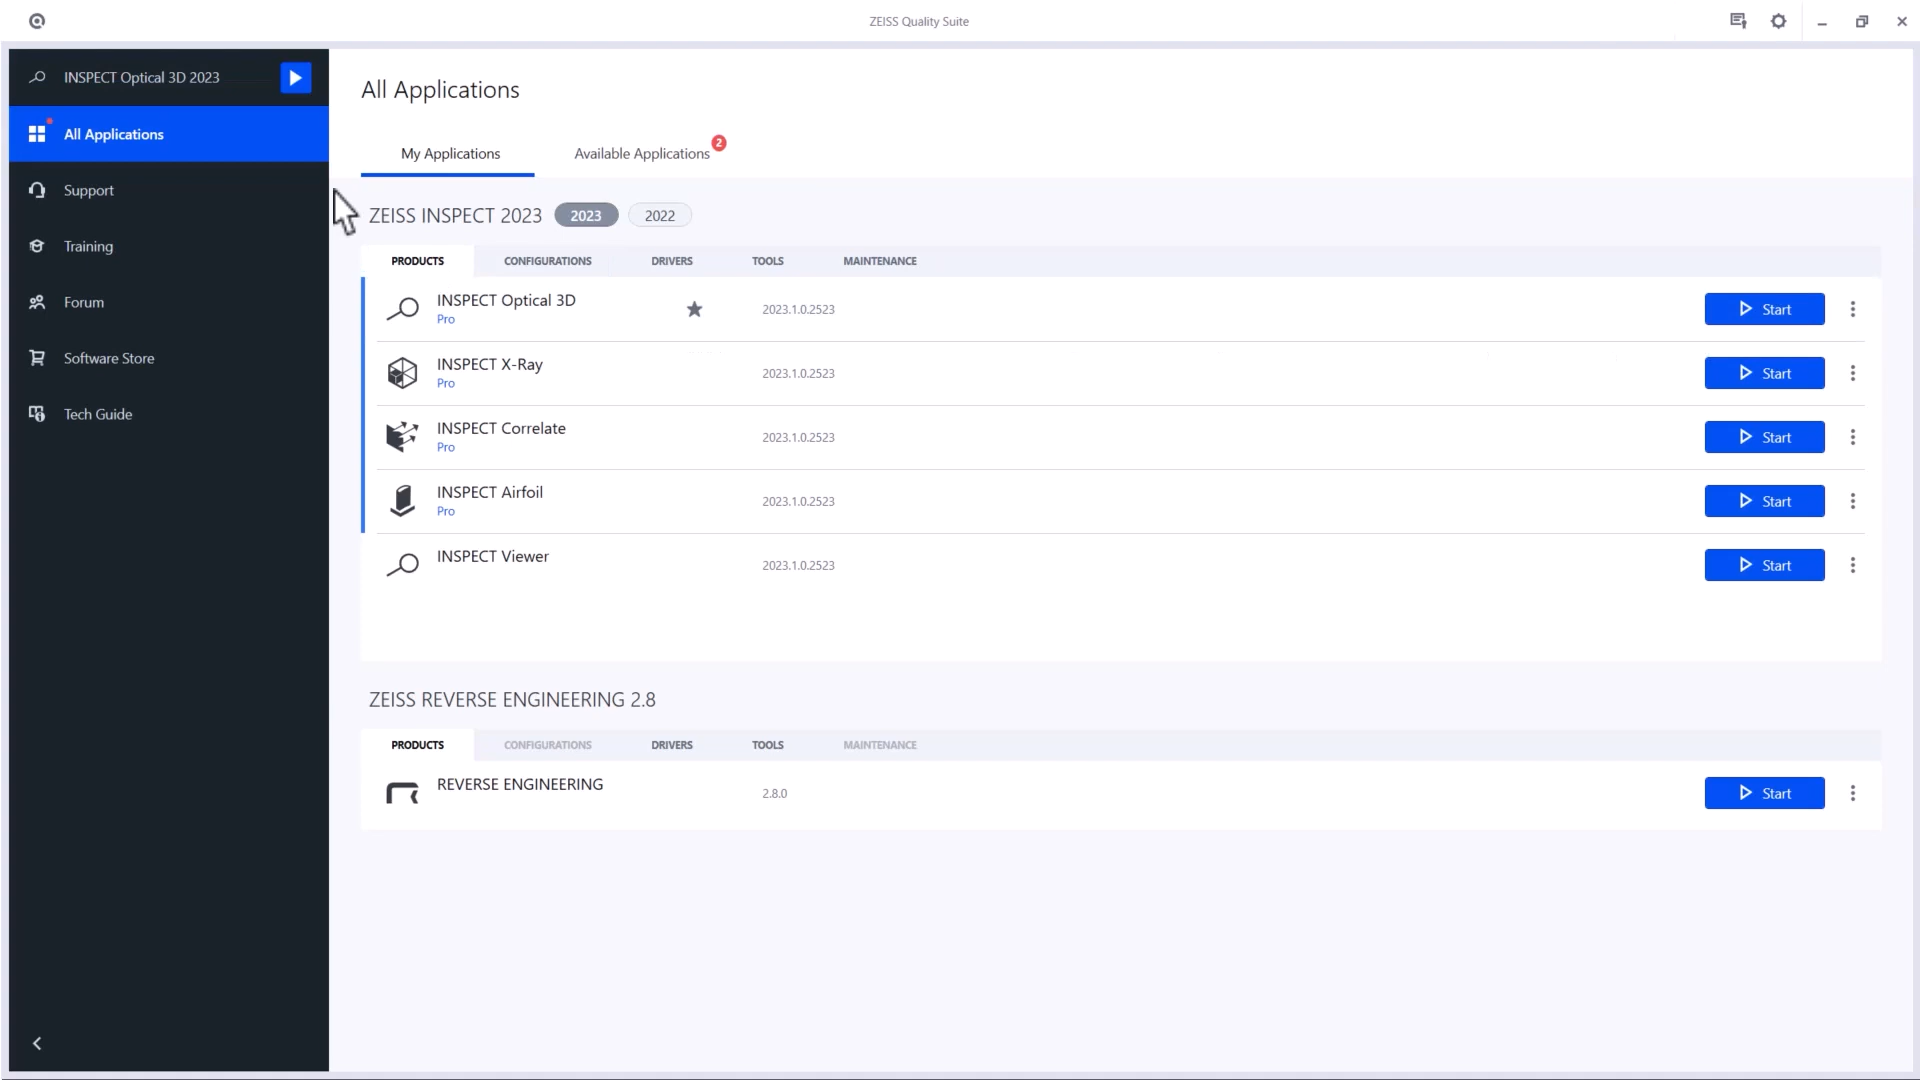 ZEISS Quality Suite
INSPECT Optical 3D 2023
All Applications
Support
Training
Forum
Software Store
Tech Guide
All Applications
My Applications
Available Applications 2
ZEISS INSPECT 2023 2023 2022
PRODUCTS CONFIGURATIONS DRIVERS TOOLS MAINTENANCE
INSPECT Optical 3D
Pro
2023.1.0.2523
Start
INSPECT X-Ray
Pro
2023.1.0.2523
Start
INSPECT Correlate
Pro
2023.1.0.2523
Start
INSPECT Airfoil
Pro
2023.1.0.2523
Start
INSPECT Viewer
2023.1.0.2523
Start
ZEISS REVERSE ENGINEERING 2.8
PRODUCTS CONFIGURATIONS DRIVERS TOOLS MAINTENANCE
REVERSE ENGINEERING
2.8.0
Start